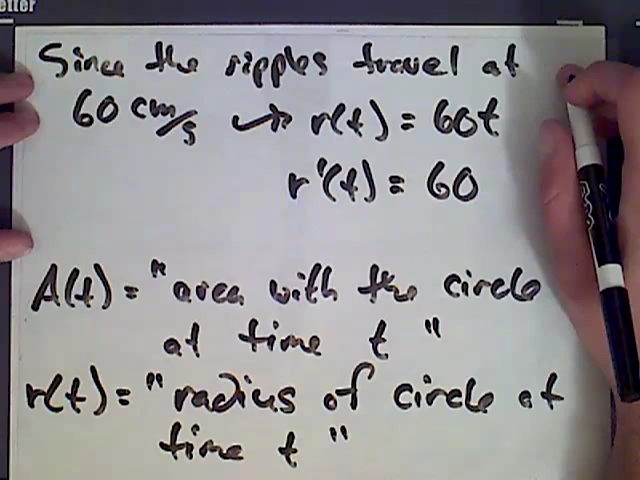 etter
Since the ripples travel at
60 cm/s → r(t) = 60t
r'(t) = 60
A(t) = "area with the circle
at time t"
r(t) = "radius of circle at
time t"